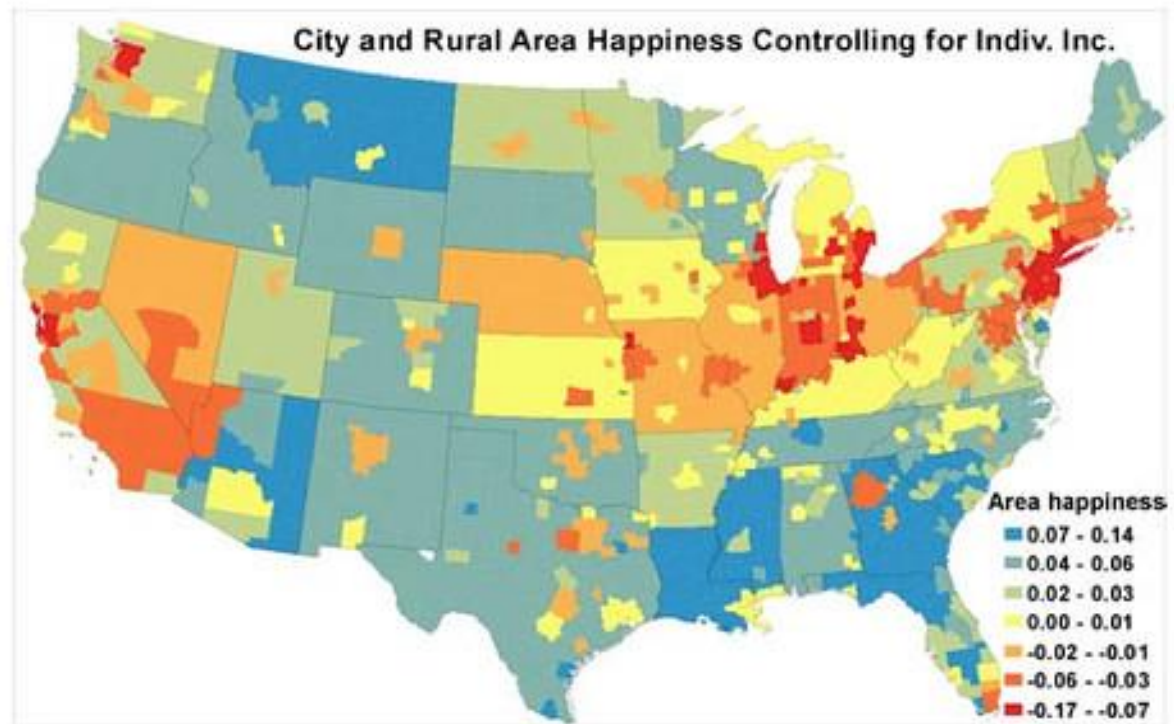 City and Rural Area Happiness Controlling for Indiv. Inc.
Area happiness
0.07 - 0.14
0.04 - 0.06
0.02 - 0.03
0.00 - 0.01
-0.02 - -0.01
-0.06 - -0.03
-0.17 - -0.07